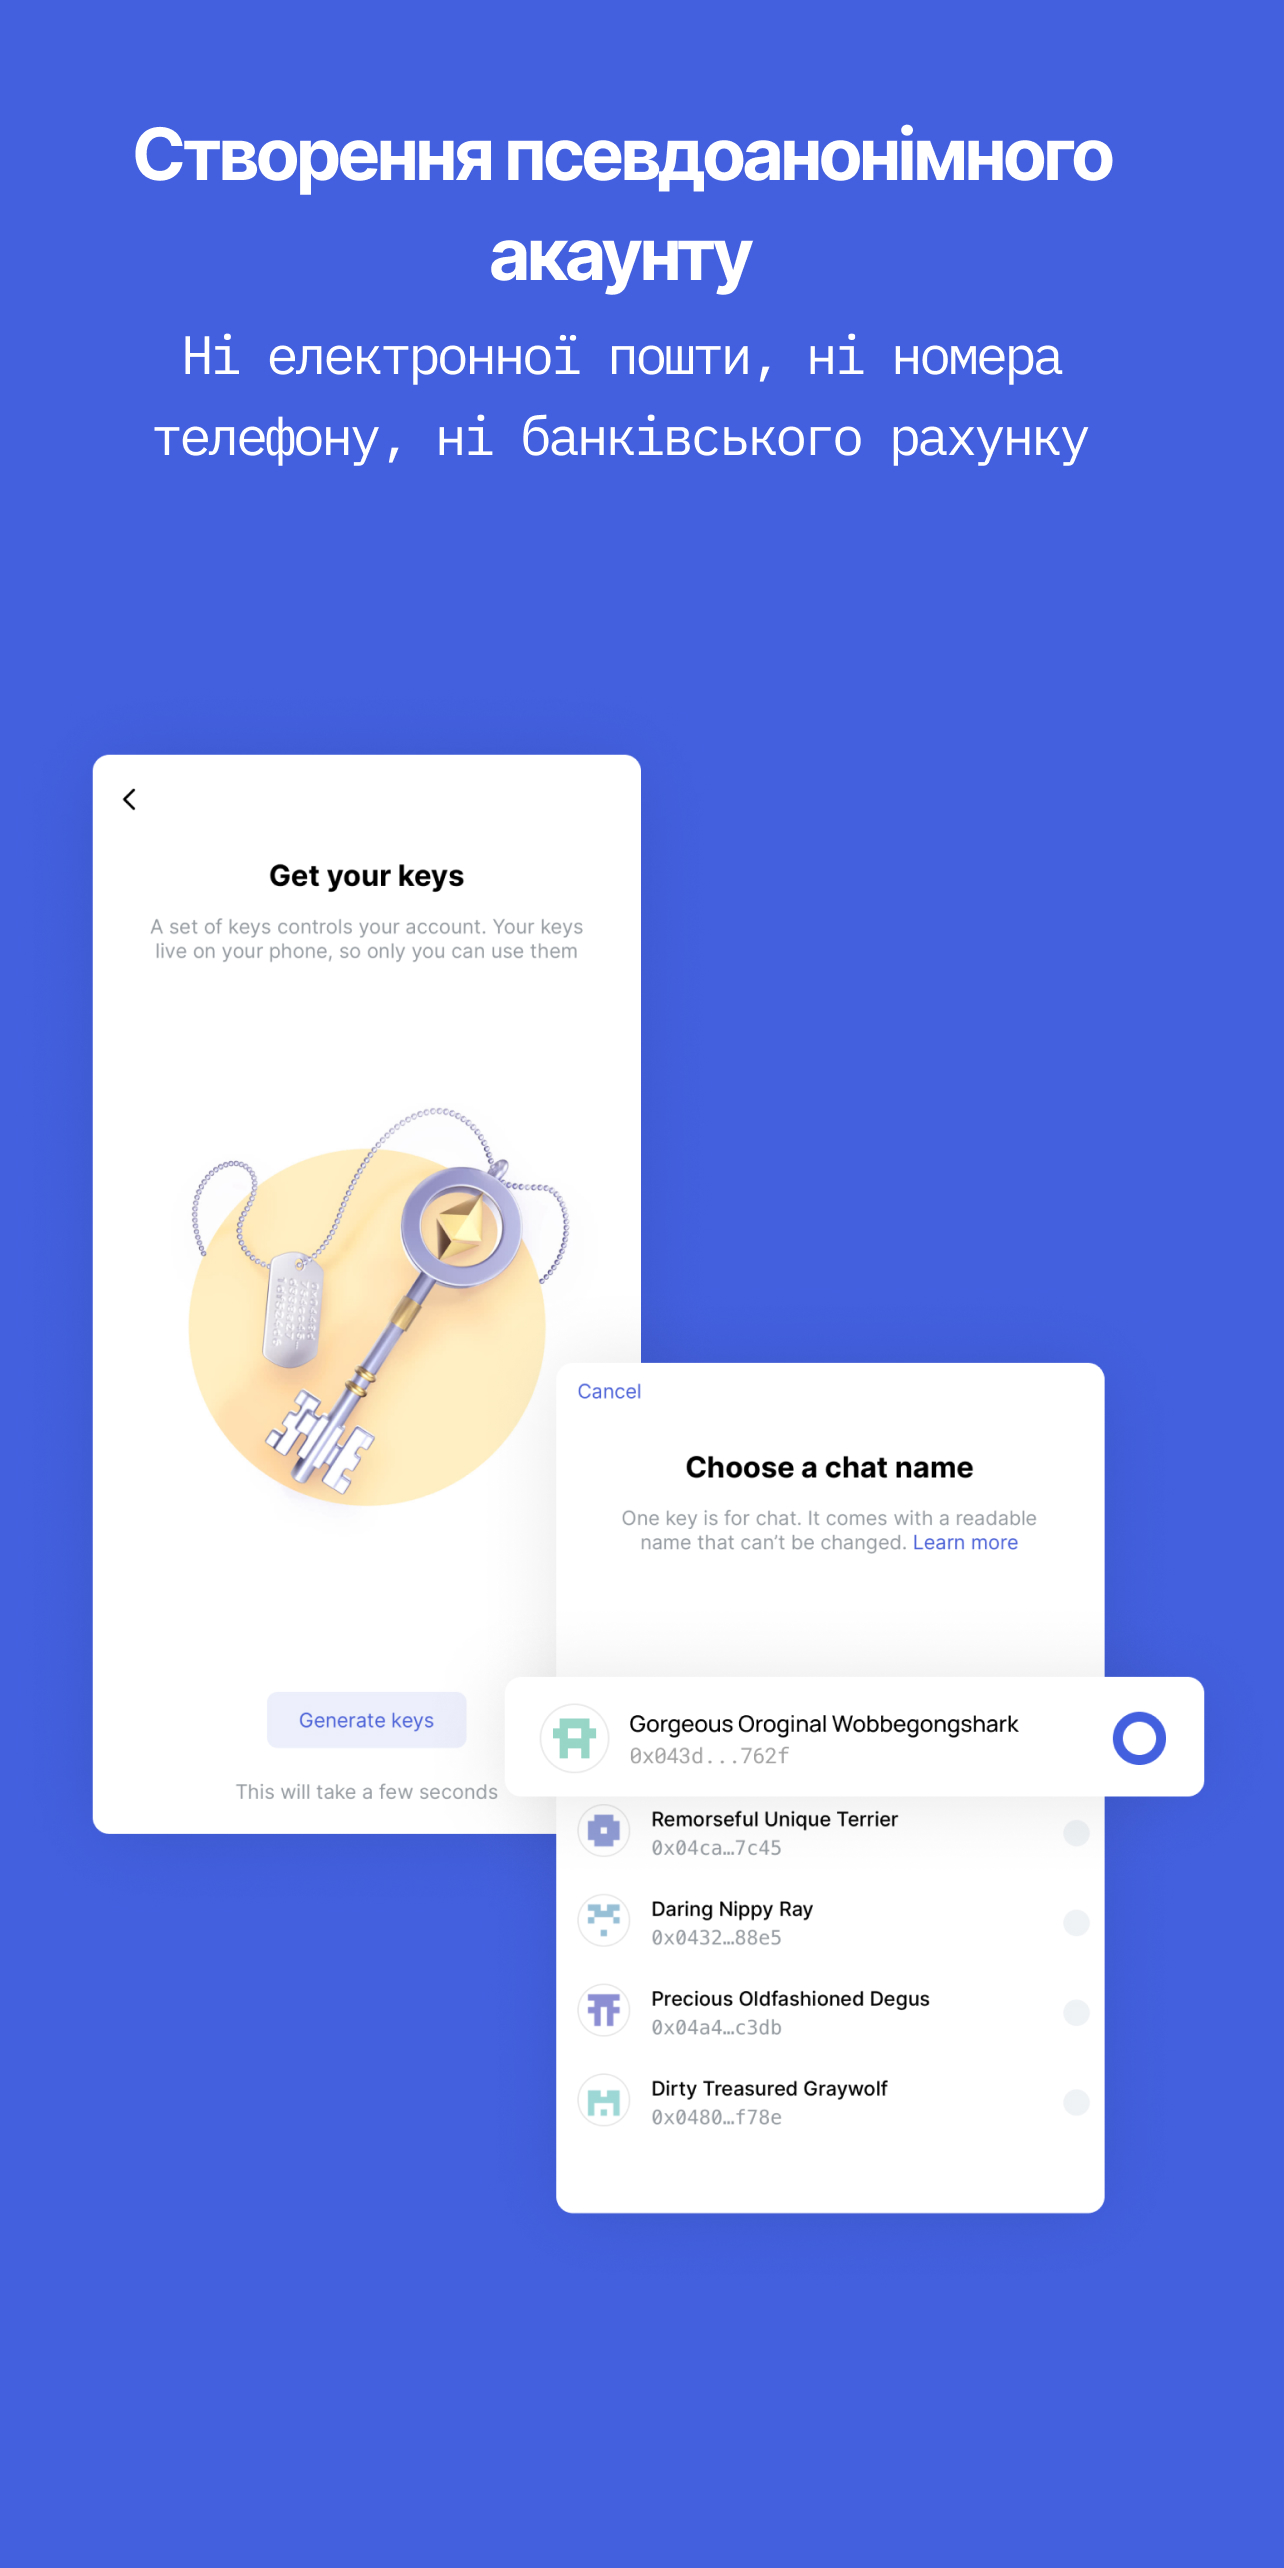 Створення псевдоанонімного
акаунту
Ні електронної пошти, ні номера
телефону, ні банківського рахунку
Get your keys
A set of keys controls your account. Your keys
live on your phone, so only you can use them
Generate keys
This will take a few seconds
Cancel
Choose a chat name
One key is for chat. It comes with a readable
name that can’t be changed. Learn more
Gorgeous Oroginal Wobbegongshark
0x043d...762f
Remorseful Unique Terrier
0x04ca…7c45
Daring Nippy Ray
0x0432…88e5
Precious Oldfashioned Degus
0x04a4…c3db
Dirty Treasured Graywolf
0x0480…f78e